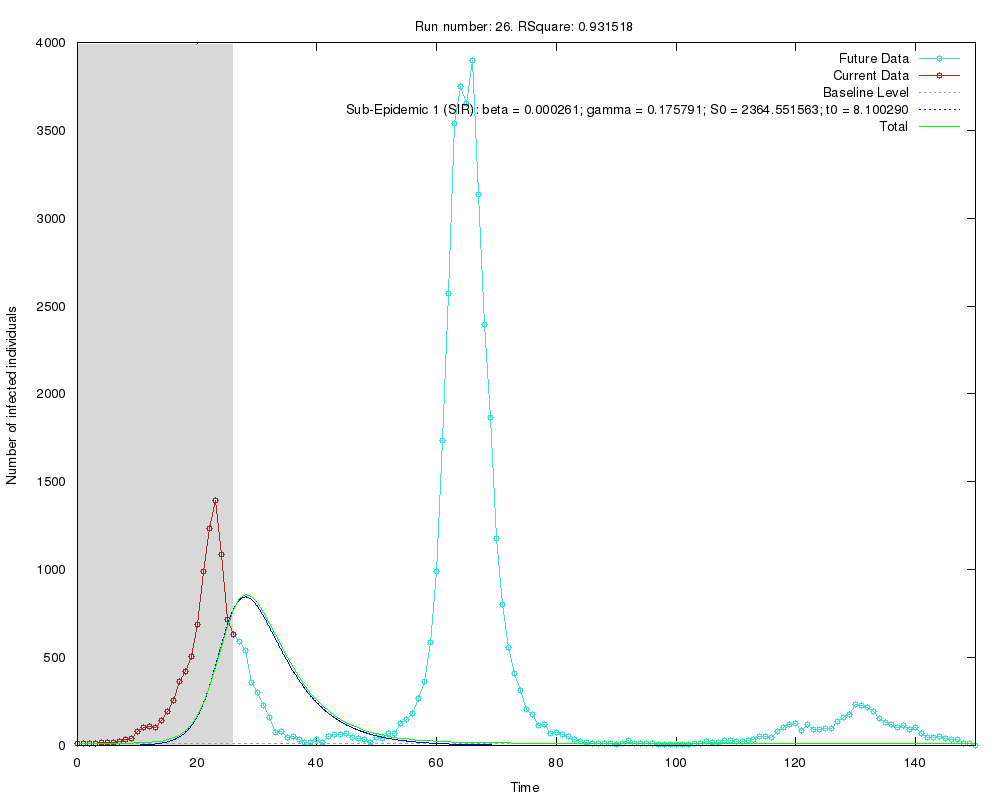 Run number: 26. RSquare: 0.931518
Future Data
Current Data
Baseline Level
Sub-Epidemic 1 (SIR): beta = 0.000261; gamma = 0.175791; S0 = 2364.551563; t0 = 8.100290
Total
4000
3500
3000
2500
2000
1500
1000
500
0
Number of infected individuals
0 20 40 60 80 100 120 140
Time